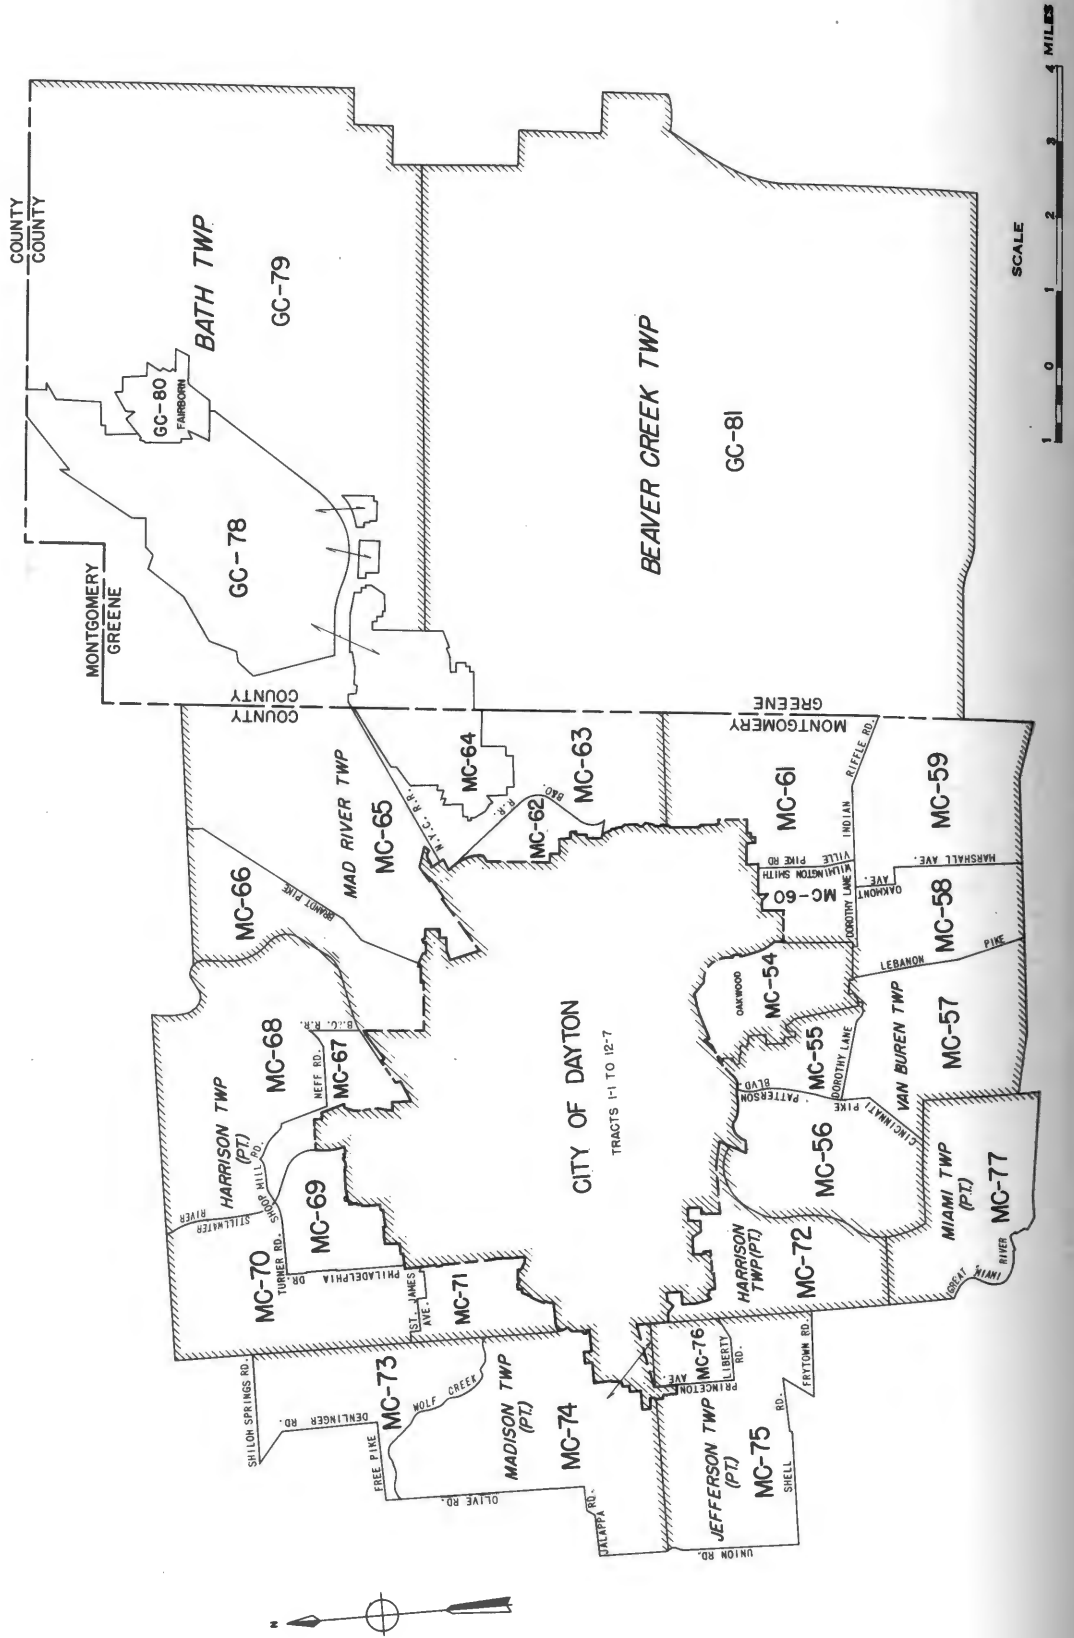 COUNTY
COUNTY
MONTGOMERY
GREENE
BATH TWP.
GC-79
GC-80
FAIRBORN
GC-78
COUNTY
COUNTY
BEAVER CREEK TWP
GC-81
GREENE
MONTGOMERY
MAD RIVER TWP
MC-65
N.Y.C. R.R.
MC-64
MC-63
MC-62
B&O.
R.R.
MC-66
BRANDT PIKE
MC-61
INDIAN
RIFFLE RD.
WILMINGTON
PIKE RD
SMITH
VILLE
MC-60
DOROTHY LANE
MC-59
MARSHALL AVE.
OAKMONT
AVE.
MC-58
LEBANON
PIKE
OAKWOOD
MC-54
MC-55
DOROTHY LANE
VAN BUREN TWP
MC-57
PATTERSON
BLVD.
CINCINNATI
PIKE
MC-56
CITY OF DAYTON
TRACTS 1-1 TO 12-7
HARRISON TWP
(PT.)
MC-68
B.&O. R.R.
NEFF RD.
MC-67
SHOOP MILL RD.
STILLWATER
RIVER
MC-69
MC-70
TURNER RD.
PHILADELPHIA
DR.
ST. JAMES
AVE.
MC-71
HARRISON
TWP(PT.)
MC-72
MIAMI TWP
(P.T.)
MC-77
GREAT MIAMI RIVER
SHILOH SPRINGS RD.
DENLINGER RD.
MC-73
FREE PIKE
WOLF CREEK
MADISON TWP
(PT.)
MC-74
OLIVE RD.
JALAPPA RD.
MC-76
LIBERTY
RD.
PRINCETON
AVE
JEFFERSON TWP
(PT.)
MC-75
FRYTOWN RD.
SHELL RD.
UNION RD.
N
SCALE
1 0 1 2 3 4 MILES